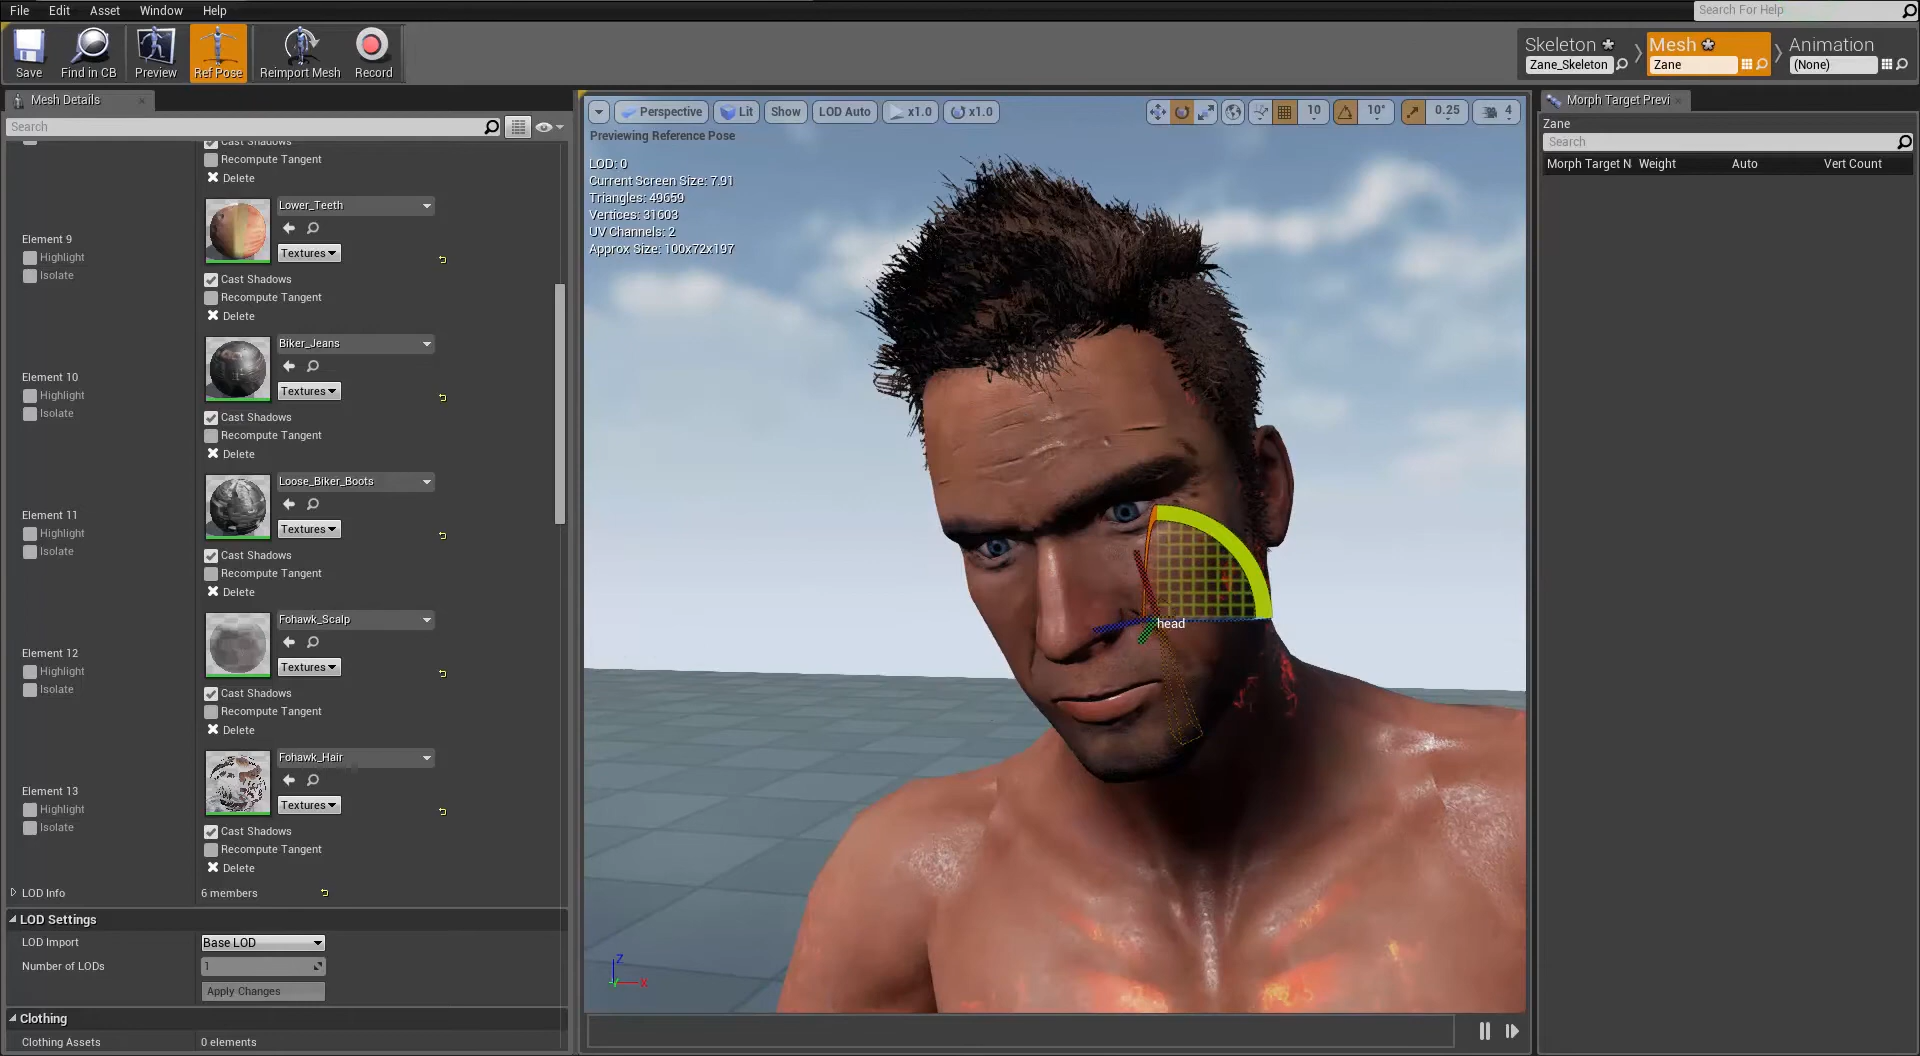 File Edit Asset Window Help
Search For Help
Save Find in CB Preview Ref Pose Reimport Mesh Record
Skeleton Mesh Animation
Zane_Skeleton Zane (None)
Mesh Details
Search
Cast Shadows
Recompute Tangent
Delete
Element 9
Highlight
Isolate
Lower_Teeth
Textures
Cast Shadows
Recompute Tangent
Delete
Element 10
Highlight
Isolate
Biker_Jeans
Textures
Cast Shadows
Recompute Tangent
Delete
Element 11
Highlight
Isolate
Loose_Biker_Boots
Textures
Cast Shadows
Recompute Tangent
Delete
Element 12
Highlight
Isolate
Fohawk_Scalp
Textures
Cast Shadows
Recompute Tangent
Delete
Element 13
Highlight
Isolate
Fohawk_Hair
Textures
Cast Shadows
Recompute Tangent
Delete
LOD Info 6 members
LOD Settings
LOD Import Base LOD
Number of LODs 1
Apply Changes
Clothing
Clothing Assets 0 elements
Perspective Lit Show LOD Auto x1.0 x1.0 10 10° 0.25 4
Previewing Reference Pose
LOD: 0
Current Screen Size: 7.91
Triangles: 49659
Vertices: 31603
UV Channels: 2
Approx Size: 100x72x197
head
Z
X
Morph Target Previ
Zane
Search
Morph Target N Weight Auto Vert Count